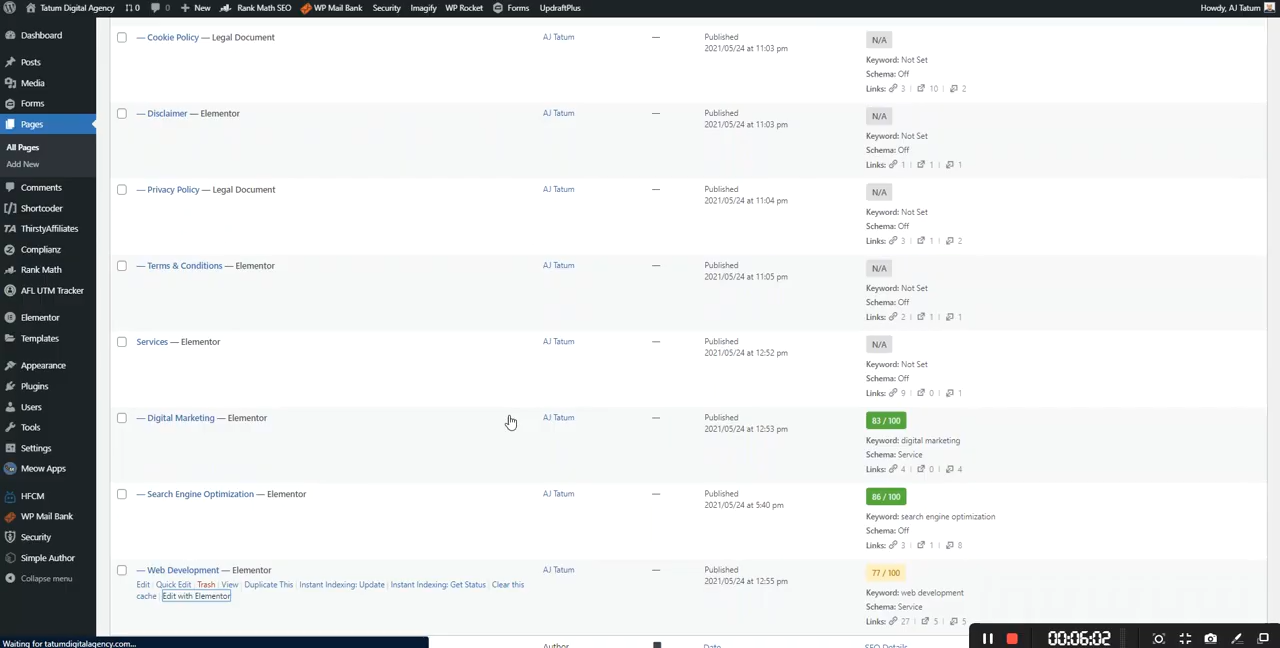 Tatum Digital Agency 0 0 + New Rank Math SEO WP Mail Bank Security Imagify WP Rocket Forms UpdraftPlus Howdy, AJ Tatum
Dashboard
Posts
Media
Forms
Pages
All Pages
Add New
Comments
Shortcoder
ThirstyAffiliates
Complianz
Rank Math
AFL UTM Tracker
Elementor
Templates
Appearance
Plugins
Users
Tools
Settings
Meow Apps
HFCM
WP Mail Bank
Security
Simple Author
Collapse menu
— Cookie Policy — Legal Document AJ Tatum — Published N/A
2021/05/24 at 11:03 pm
Keyword: Not Set
Schema: Off
Links: 3 | 10 | 2
— Disclaimer — Elementor AJ Tatum — Published N/A
2021/05/24 at 11:03 pm
Keyword: Not Set
Schema: Off
Links: 1 | 1 | 1
— Privacy Policy — Legal Document AJ Tatum — Published N/A
2021/05/24 at 11:04 pm
Keyword: Not Set
Schema: Off
Links: 3 | 1 | 2
— Terms & Conditions — Elementor AJ Tatum — Published N/A
2021/05/24 at 11:05 pm
Keyword: Not Set
Schema: Off
Links: 2 | 1 | 1
Services — Elementor AJ Tatum — Published N/A
2021/05/24 at 12:52 pm
Keyword: Not Set
Schema: Off
Links: 9 | 0 | 1
— Digital Marketing — Elementor AJ Tatum — Published 83 / 100
2021/05/24 at 12:53 pm
Keyword: digital marketing
Schema: Service
Links: 4 | 0 | 4
— Search Engine Optimization — Elementor AJ Tatum — Published 86 / 100
2021/05/24 at 5:40 pm
Keyword: search engine optimization
Schema: Off
Links: 3 | 1 | 8
— Web Development — Elementor AJ Tatum — Published 77 / 100
2021/05/24 at 12:55 pm
Edit | Quick Edit | Trash | View | Duplicate This | Instant Indexing: Update | Instant Indexing: Get Status | Clear this
cache | Edit with Elementor
Keyword: web development
Schema: Service
Links: 27 | 5 | 5
Waiting for tatumdigitalagency.com...
Author Date SEO Details
00:06:02